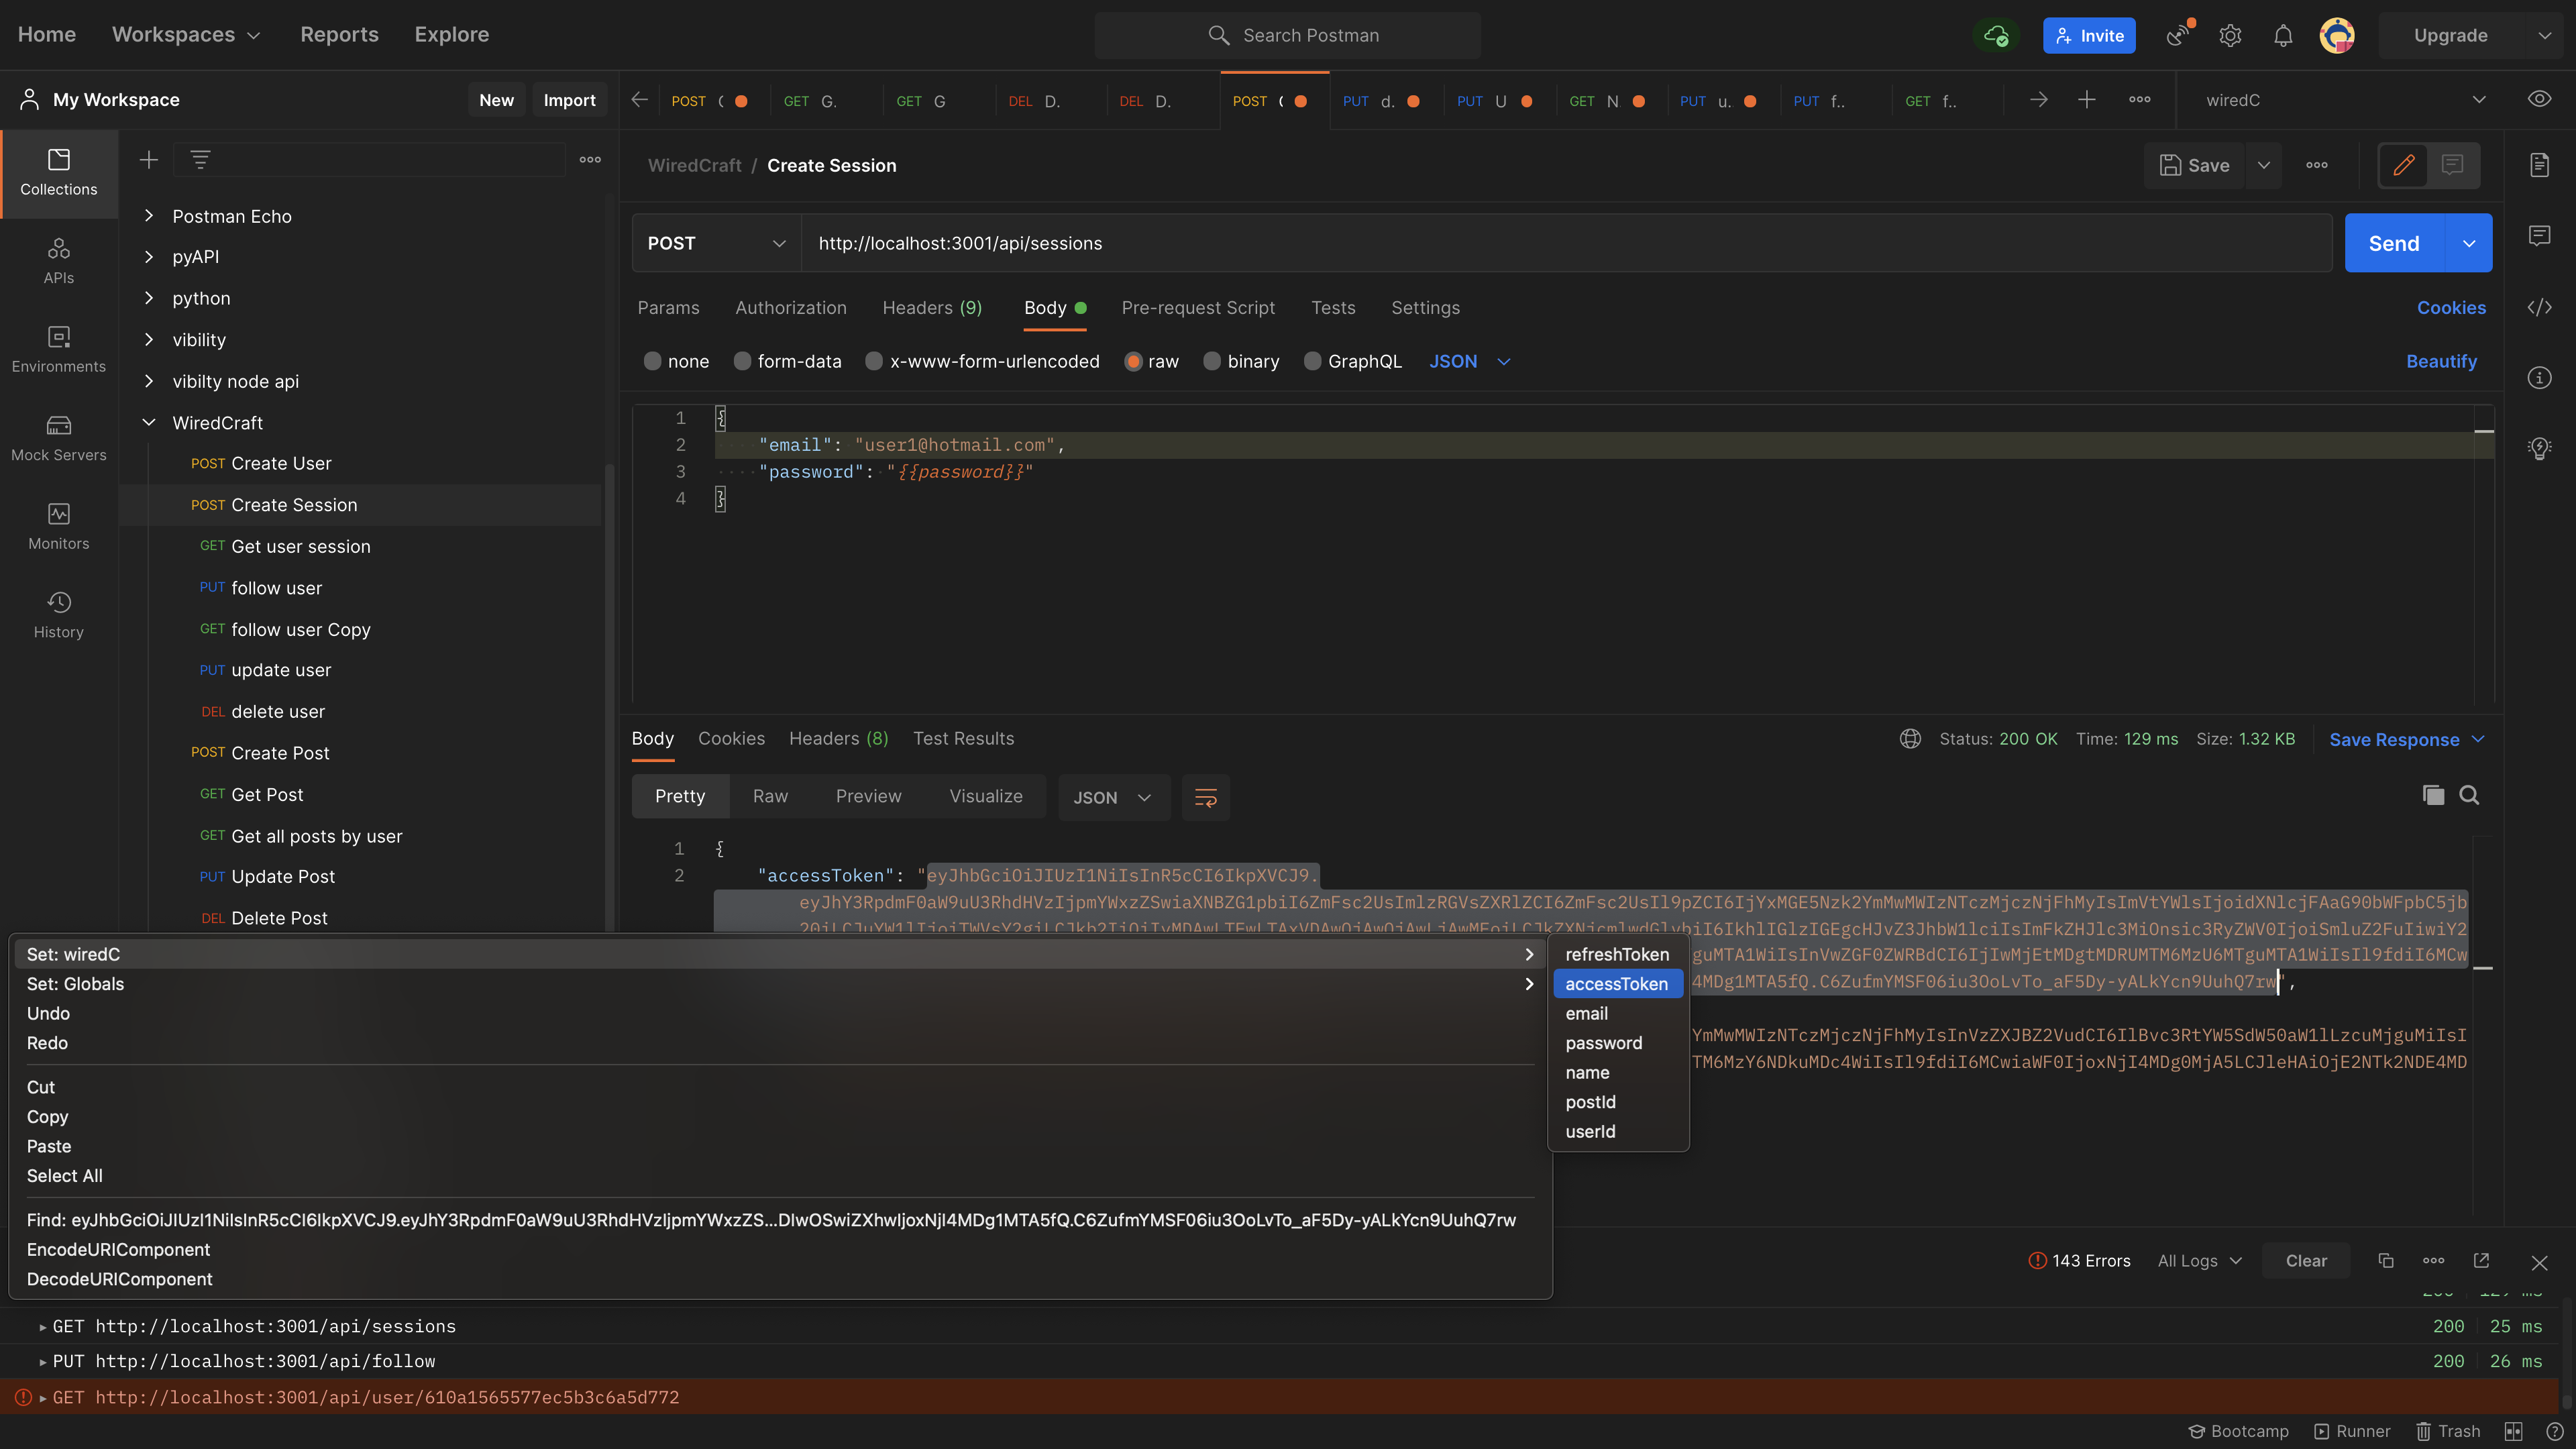 Home Workspaces Reports Explore Search Postman Invite Upgrade
My Workspace New Import POST GET G. GET G DEL D. DEL D. POST PUT d. PUT U GET N PUT u. PUT f.. GET f.. wiredC
Collections
APIs
Environments
Mock Servers
Monitors
History
Postman Echo
pyAPI
python
vibility
vibilty node api
WiredCraft
POST Create User
POST Create Session
GET Get user session
PUT follow user
GET follow user Copy
PUT update user
DEL delete user
POST Create Post
GET Get Post
GET Get all posts by user
PUT Update Post
DEL Delete Post
WiredCraft / Create Session Save
POST http://localhost:3001/api/sessions Send
Params Authorization Headers (9) Body Pre-request Script Tests Settings Cookies
none form-data x-www-form-urlencoded raw binary GraphQL JSON Beautify
1 {
2 "email": "user1@hotmail.com",
3 "password": "{{password}}"
4 }
Body Cookies Headers (8) Test Results Status: 200 OK Time: 129 ms Size: 1.32 KB Save Response
Pretty Raw Preview Visualize JSON
1 {
2 "accessToken": "eyJhbGciOiJIUzI1NiIsInR5cCI6IkpXVCJ9.
eyJhY3RpdmF0aW9uU3RhdHVzIjpmYWxzZSwiaXNBZG1pbiI6ZmFsc2UsImlzRGVsZXRlZCI6ZmFsc2UsIl9pZCI6IjYxMGE5Nzk2YmMwMWIzNTczMjczNjFhMyIsImVtYWlsIjoidXNlcjFAaG90bWFpbC5jb
guMTA1WiIsInVwZGF0ZWRBdCI6IjIwMjEtMDgtMDRUMTM6MzU6MTguMTA1WiIsIl9fdiI6MCw
4MDg1MTA5fQ.C6ZufmYMSF06iu3OoLvTo_aF5Dy-yALkYcn9UuhQ7rw",
YmMwMWIzNTczMjczNjFhMyIsInVzZXJBZ2VudCI6IlBvc3RtYW5SdW50aW1lLzcuMjguMiIsI
TM6MzY6NDkuMDc4WiIsIl9fdiI6MCwiaWF0IjoxNjI4MDg0MjA5LCJleHAiOjE2NTk2NDE4MD
Set: wiredC
Set: Globals
Undo
Redo
Cut
Copy
Paste
Select All
Find: eyJhbGciOiJIUzI1NiIsInR5cCI6IkpXVCJ9.eyJhY3RpdmF0aW9uU3RhdHVzIjpmYWxzZS...DIwOSwiZXhwIjoxNjI4MDg1MTA5fQ.C6ZufmYMSF06iu3OoLvTo_aF5Dy-yALkYcn9UuhQ7rw
EncodeURIComponent
DecodeURIComponent
refreshToken
accessToken
email
password
name
postId
userId
143 Errors All Logs Clear
GET http://localhost:3001/api/sessions 200 25 ms
PUT http://localhost:3001/api/follow 200 26 ms
GET http://localhost:3001/api/user/610a1565577ec5b3c6a5d772
Bootcamp Runner Trash